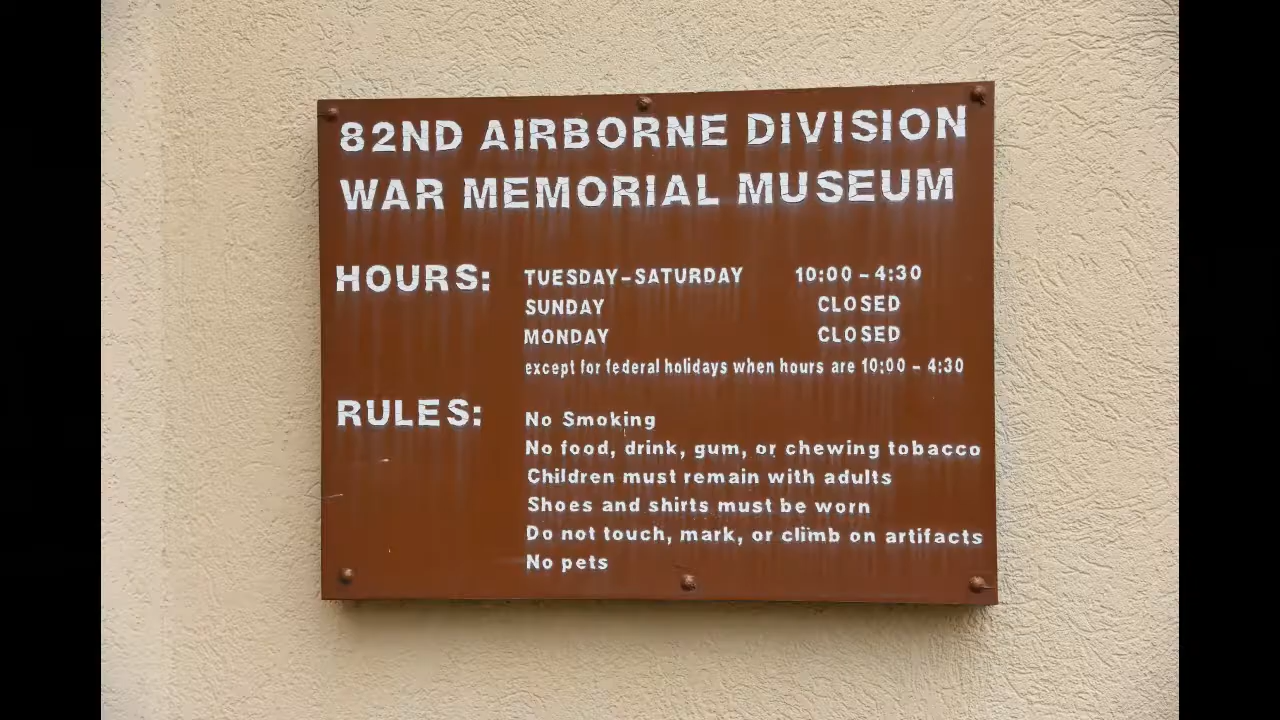 82ND AIRBORNE DIVISION
WAR MEMORIAL MUSEUM
HOURS: TUESDAY-SATURDAY 10:00 - 4:30
SUNDAY CLOSED
MONDAY CLOSED
except for federal holidays when hours are 10:00 - 4:30
RULES: No Smoking
No food, drink, gum, or chewing tobacco
Children must remain with adults
Shoes and shirts must be worn
Do not touch, mark, or climb on artifacts
No pets